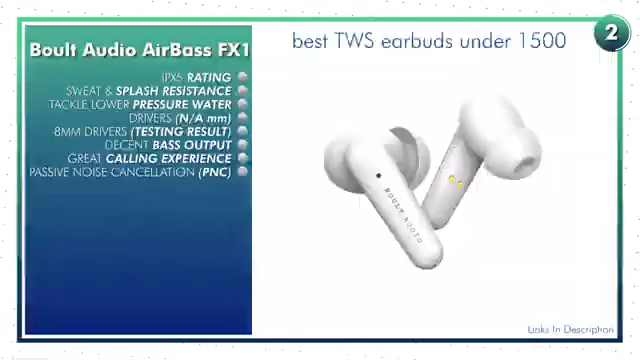 Boult Audio AirBass FX1
best TWS earbuds under 1500
2
IPX5 RATING
SWEAT & SPLASH RESISTANCE
TACKLE LOWER PRESSURE WATER
DRIVERS (N/A mm)
8MM DRIVERS (TESTING RESULT)
DECENT BASS OUTPUT
GREAT CALLING EXPERIENCE
PASSIVE NOISE CANCELLATION (PNC)
BOULT AUDIO
Links In Description